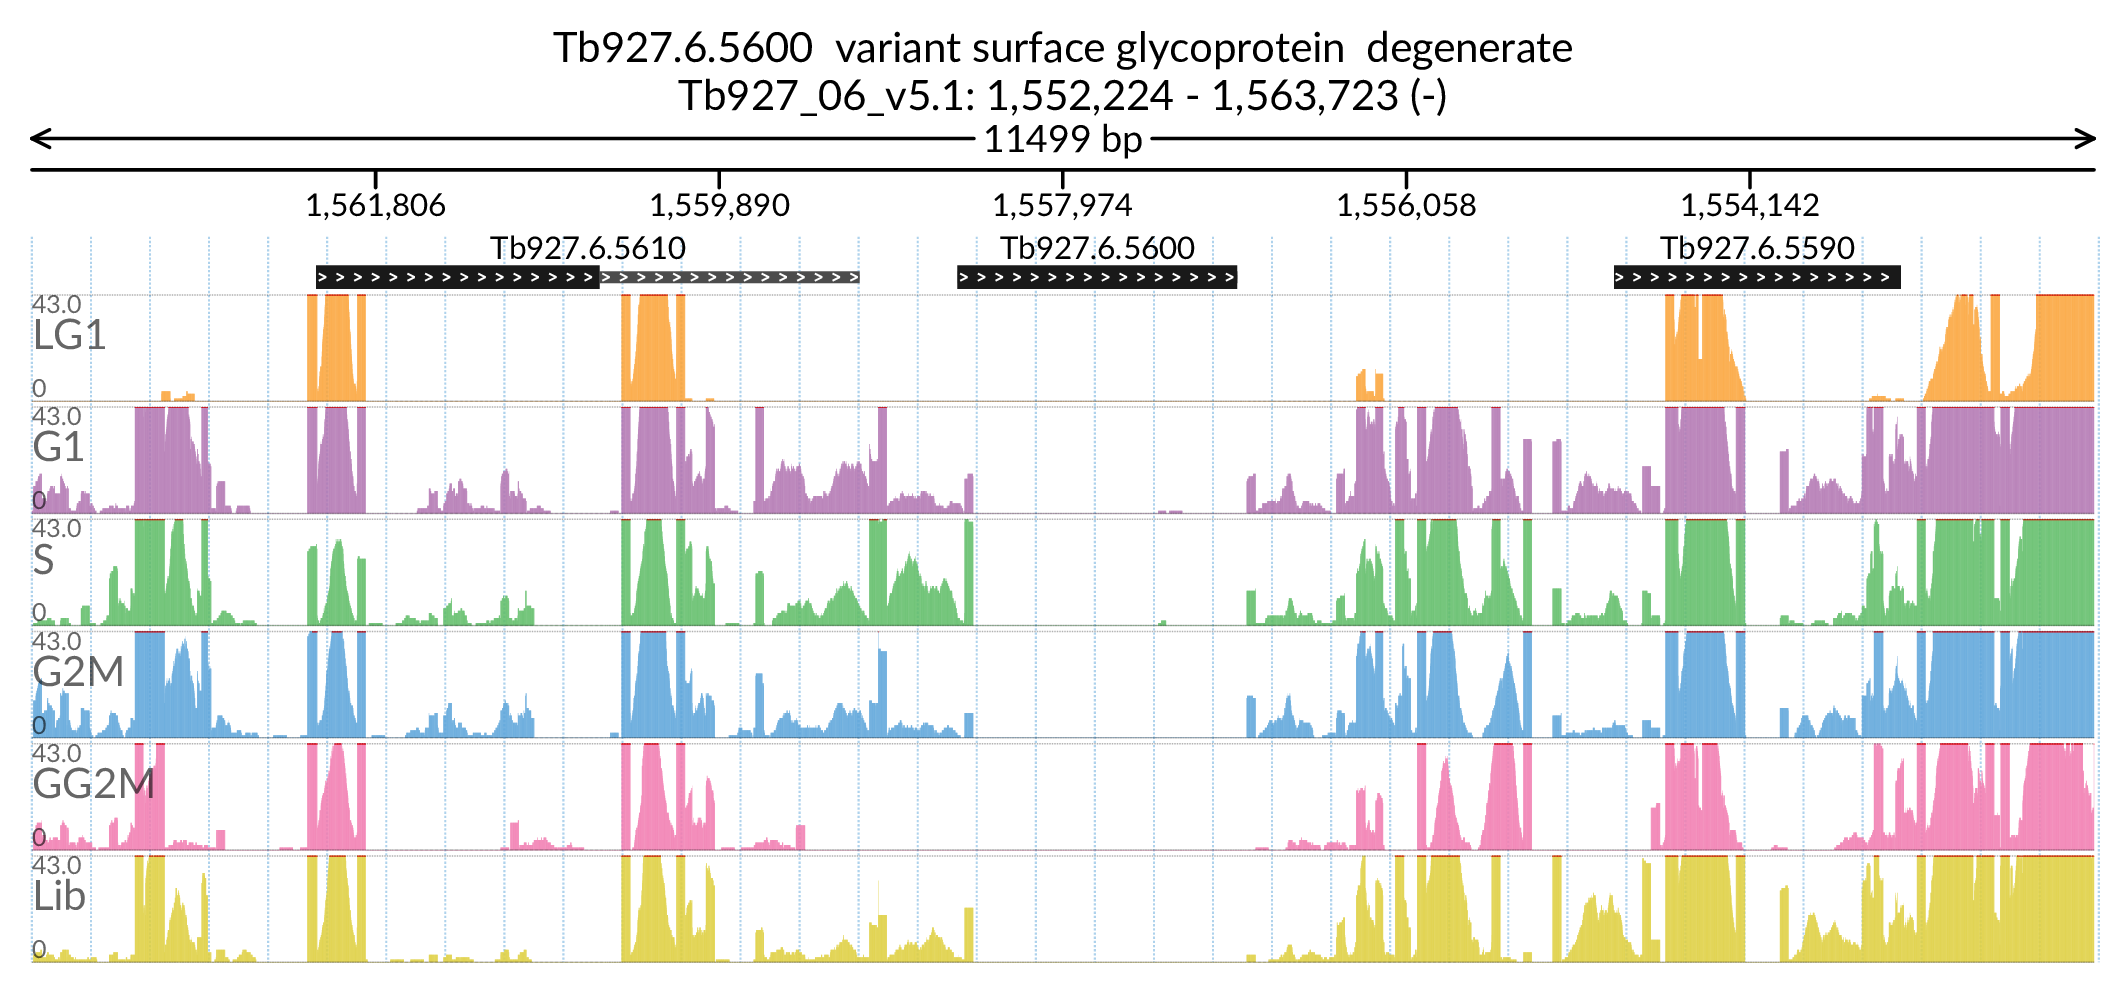 Tb927.6.5600 variant surface glycoprotein degenerate
Tb927_06_v5.1: 1,552,224 - 1,563,723 (-)
11499 bp
1,561,806 1,559,890 1,557,974 1,556,058 1,554,142
Tb927.6.5610 Tb927.6.5600 Tb927.6.5590
43.0
LG1
0
43.0
G1
0
43.0
S
0
43.0
G2M
0
43.0
GG2M
0
43.0
Lib
0